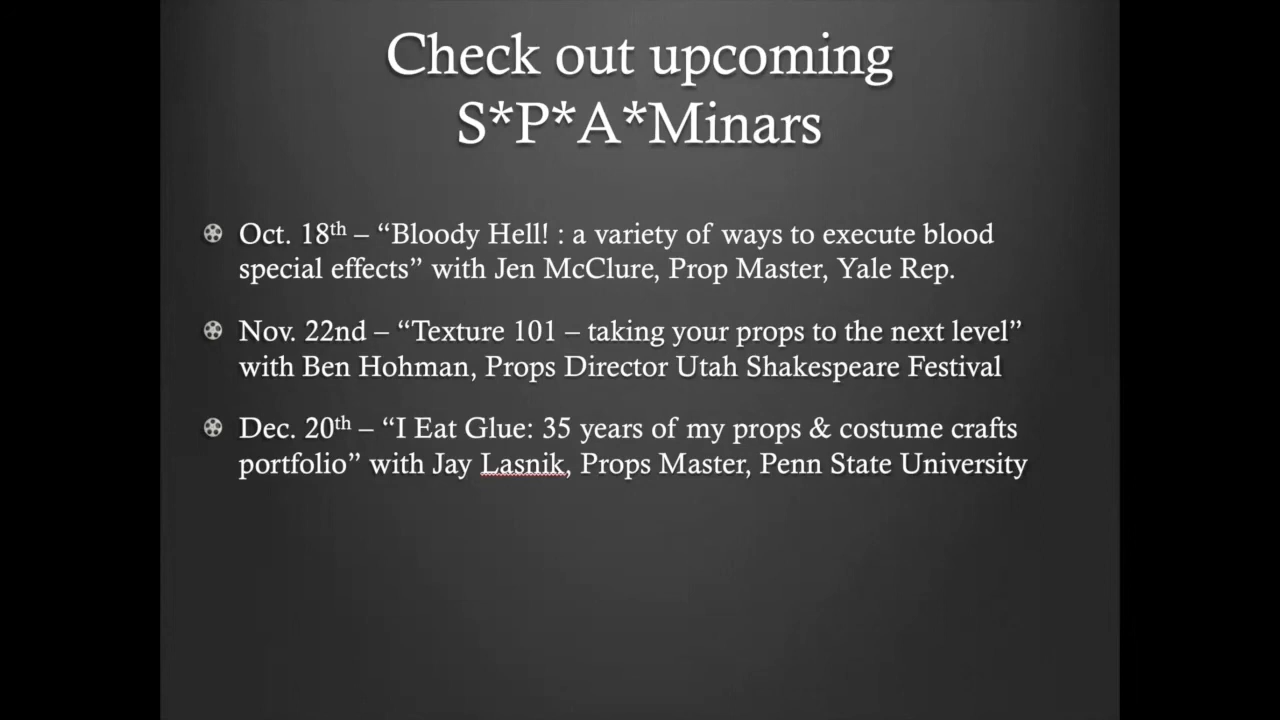 Check out upcoming
S*P*A*Minars
Oct. 18th – “Bloody Hell! : a variety of ways to execute blood
special effects” with Jen McClure, Prop Master, Yale Rep.
Nov. 22nd – “Texture 101 – taking your props to the next level”
with Ben Hohman, Props Director Utah Shakespeare Festival
Dec. 20th – “I Eat Glue: 35 years of my props & costume crafts
portfolio” with Jay Lasnik, Props Master, Penn State University